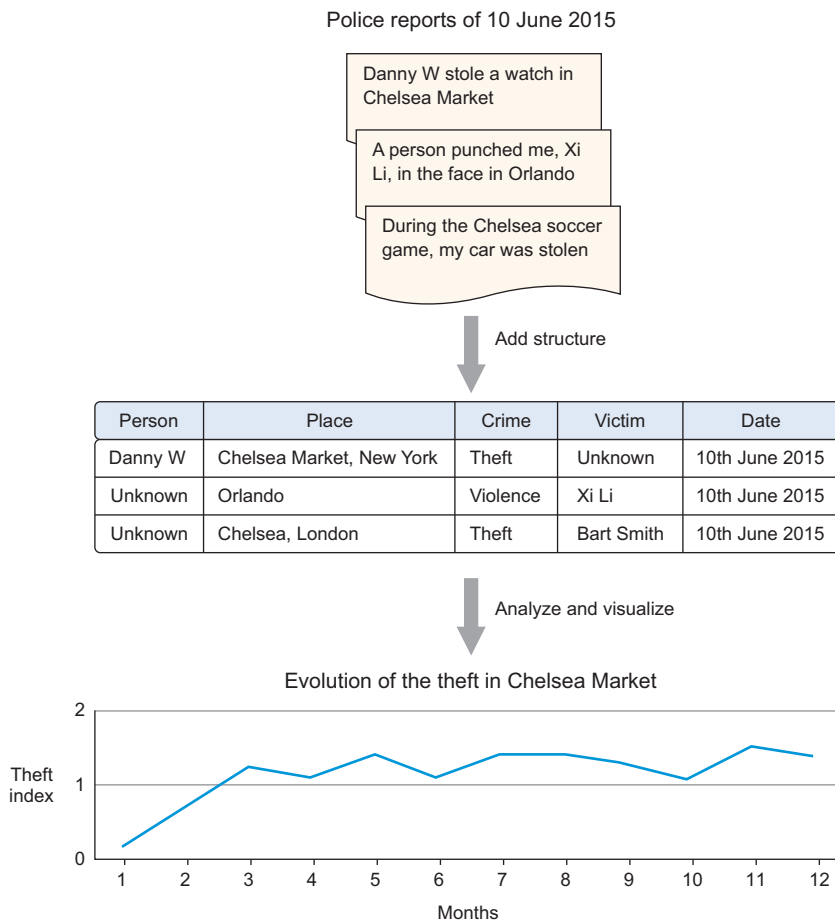 Police reports of 10 June 2015
Danny W stole a watch in
Chelsea Market
A person punched me, Xi
Li, in the face in Orlando
During the Chelsea soccer
game, my car was stolen
Add structure
Person Place Crime Victim Date
Danny W Chelsea Market, New York Theft Unknown 10th June 2015
Unknown Orlando Violence Xi Li 10th June 2015
Unknown Chelsea, London Theft Bart Smith 10th June 2015
Analyze and visualize
Evolution of the theft in Chelsea Market
2
Theft
index
1
0
1 2 3 4 5 6 7 8 9 10 11 12
Months